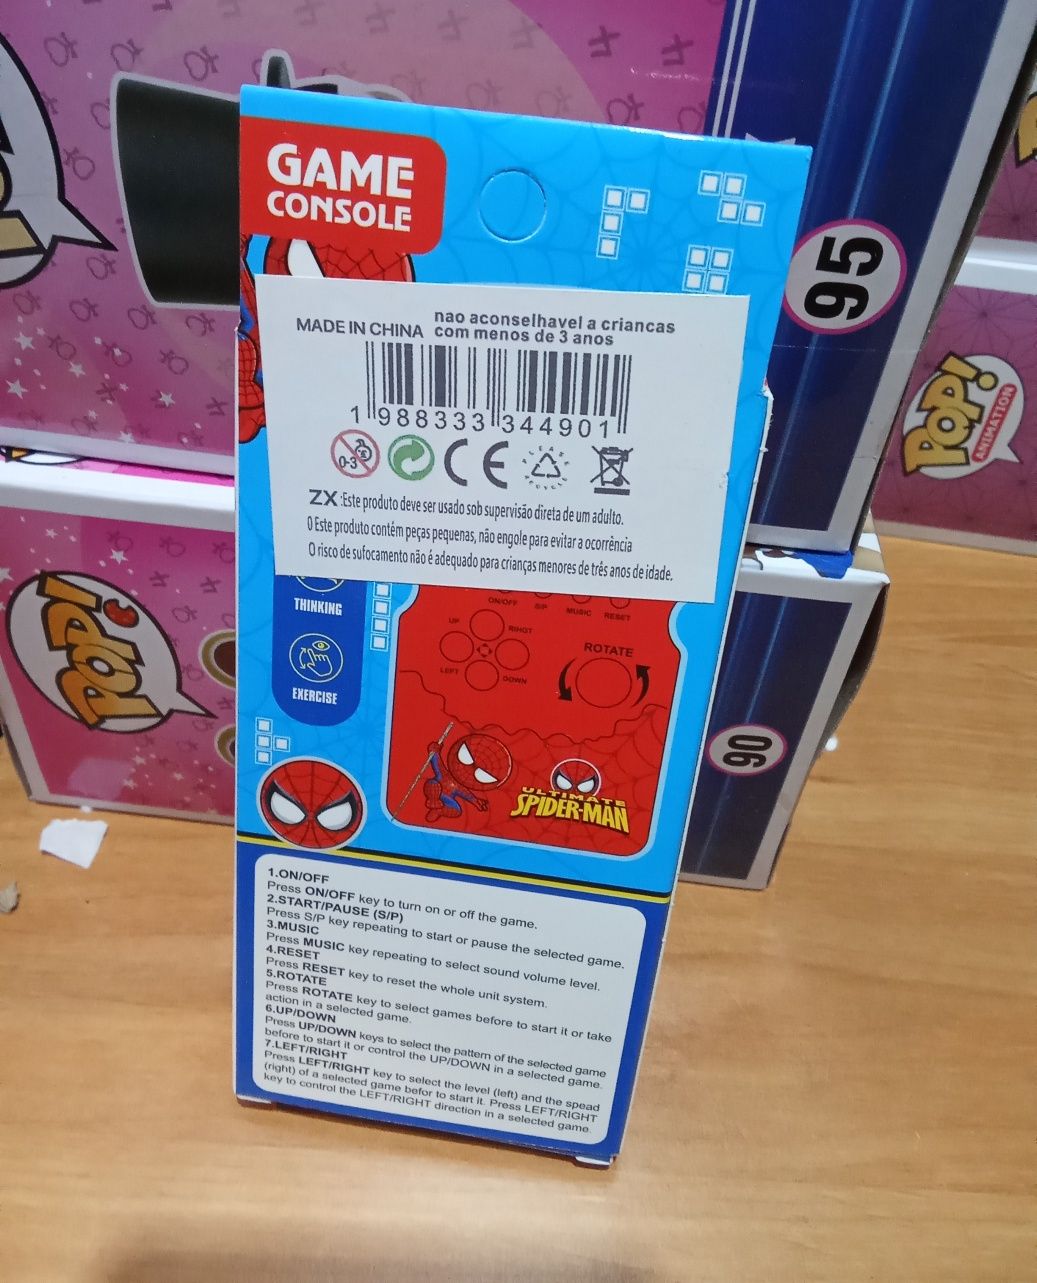 GAME
CONSOLE
95
MADE IN CHINA
nao aconselhavel a criancas
com menos de 3 anos
1 988333 344901
0-3
CE
CLEAR
RECYCLE
ZX :Este produto deve ser usado sob supervisão direta de um adulto.
O Este produto contém peças pequenas, não engole para evitar a ocorrência
O risco de sufocamento não é adequado para crianças menores de três anos de idade.
POP!
ANIMATION
THINKING
EXERCISE
ON/OFF
S/P
MUSIC
RESET
UP
RIHGT
LEFT
DOWN
ROTATE
ULTIMATE
SPIDER-MAN
POP!
90
1.ON/OFF
Press ON/OFF key to turn on or off the game.
2.START/PAUSE (S/P)
Press S/P key repeating to start or pause the selected game.
3.MUSIC
Press MUSIC key repeating to select sound volume level.
4.RESET
Press RESET key to reset the whole unit system.
5.ROTATE
Press ROTATE key to select games before to start it or take
action in a selected game.
6.UP/DOWN
Press UP/DOWN keys to select the pattern of the selected game
before to start it or control the UP/DOWN in a selected game.
7.LEFT/RIGHT
Press LEFT/RIGHT key to select the level (left) and the spead
(right) of a selected game befor to start it. Press LEFT/RIGHT
key to control the LEFT/RIGHT direction in a selected game.